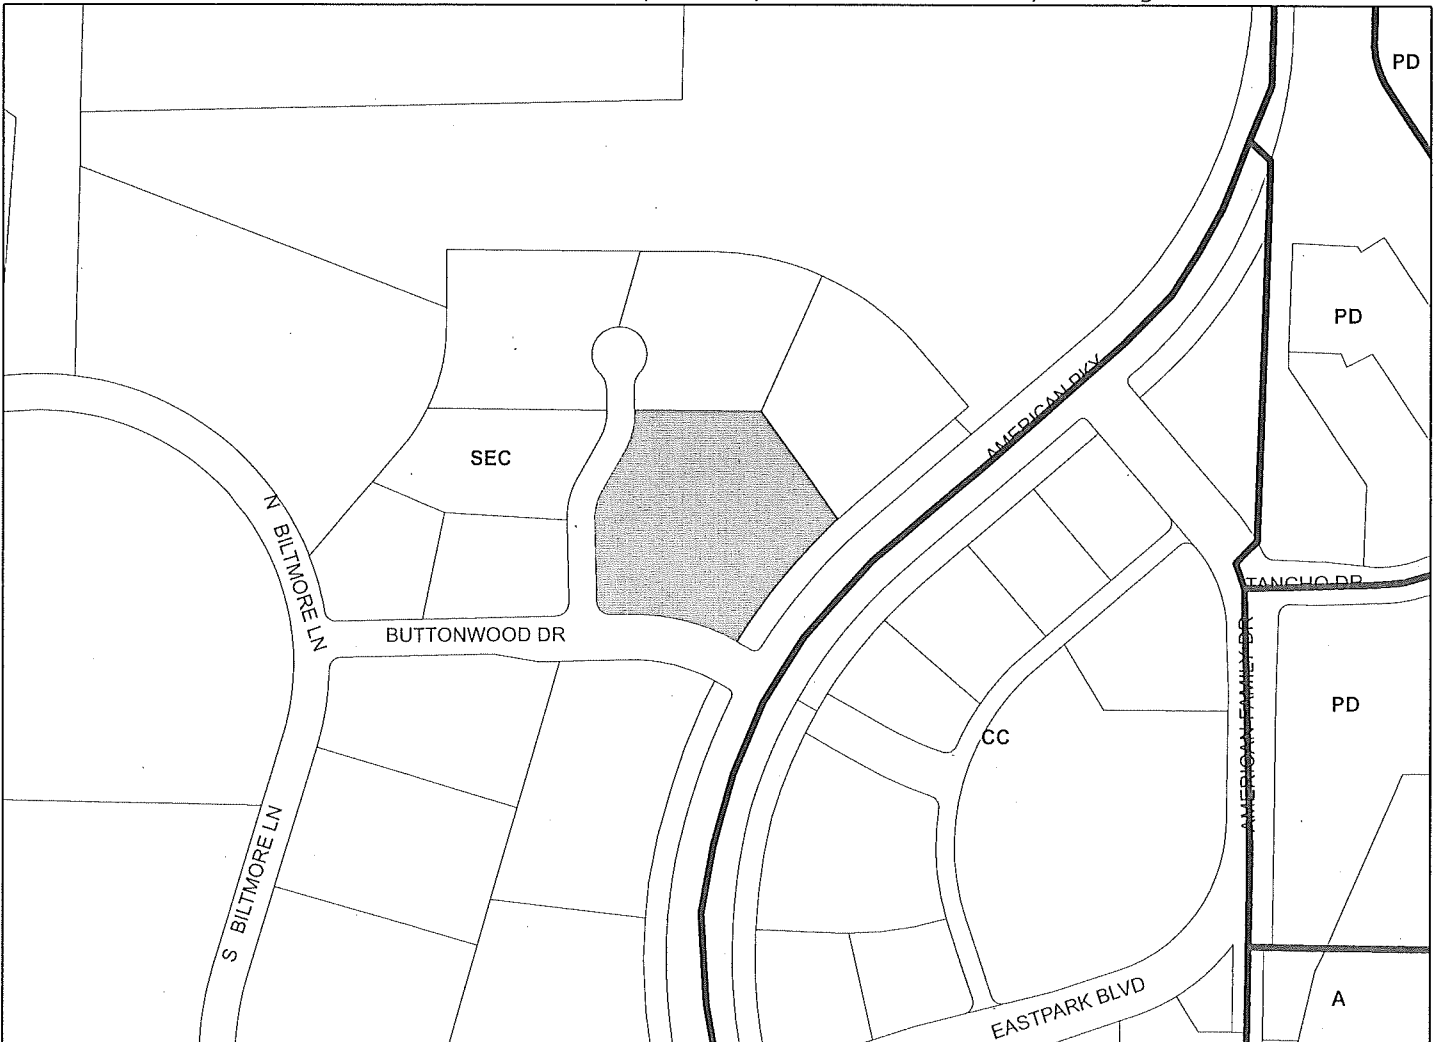 PD
PD
AMERICAN PKY
SEC
N BILTMORE LN
TANCHO DR
BUTTONWOOD DR
AMERICAN FAMILY DR
PD
CC
S BILTMORE LN
EASTPARK BLVD
A